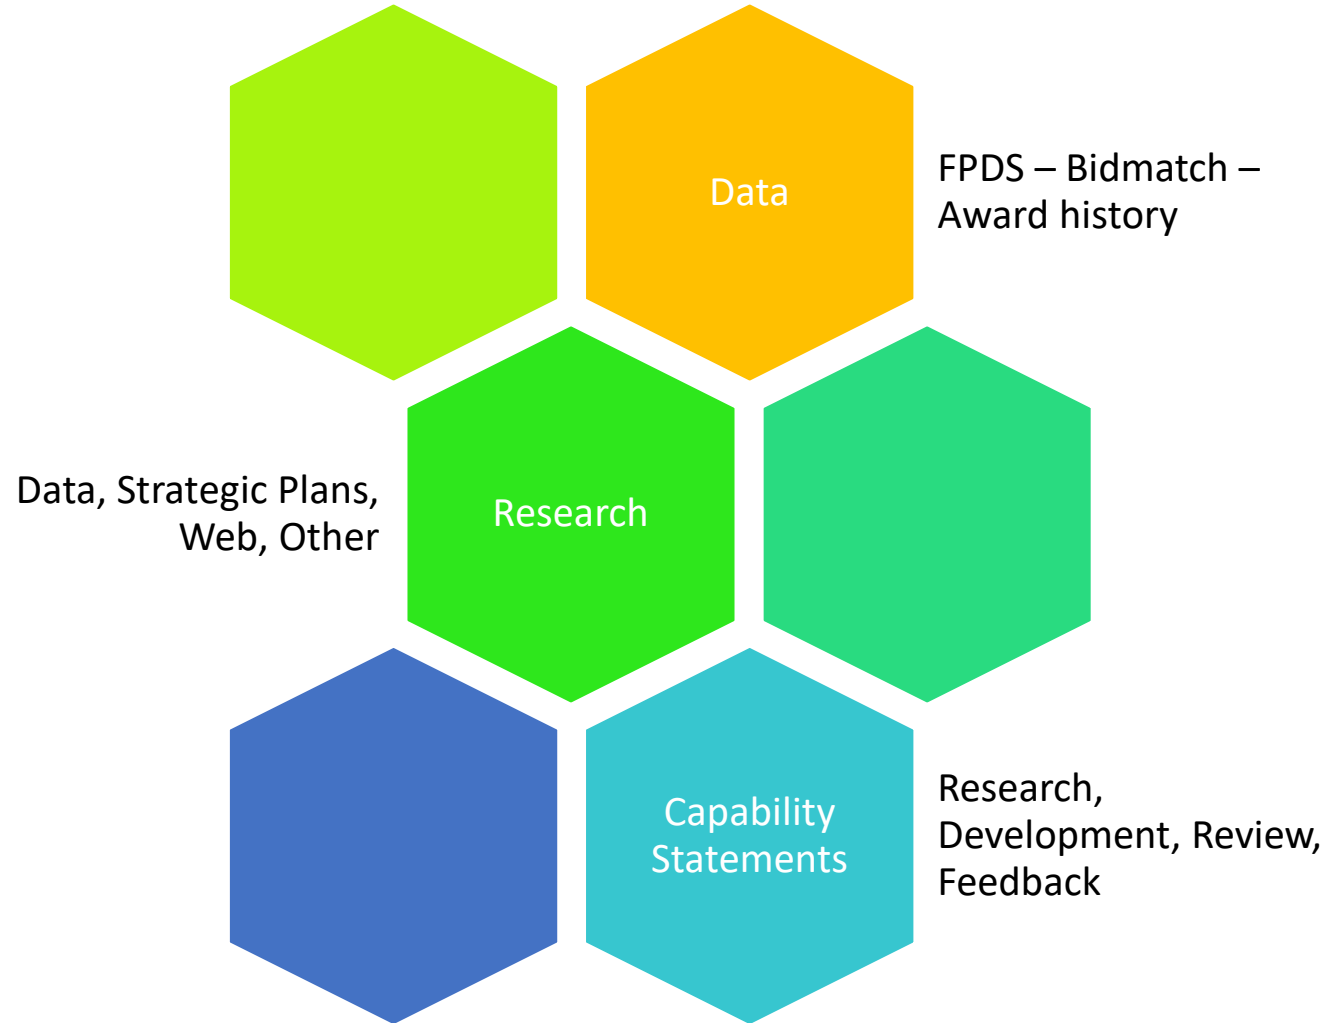 Data
FPDS – Bidmatch –
Award history
Data, Strategic Plans,
Web, Other
Research
Capability
Statements
Research,
Development, Review,
Feedback